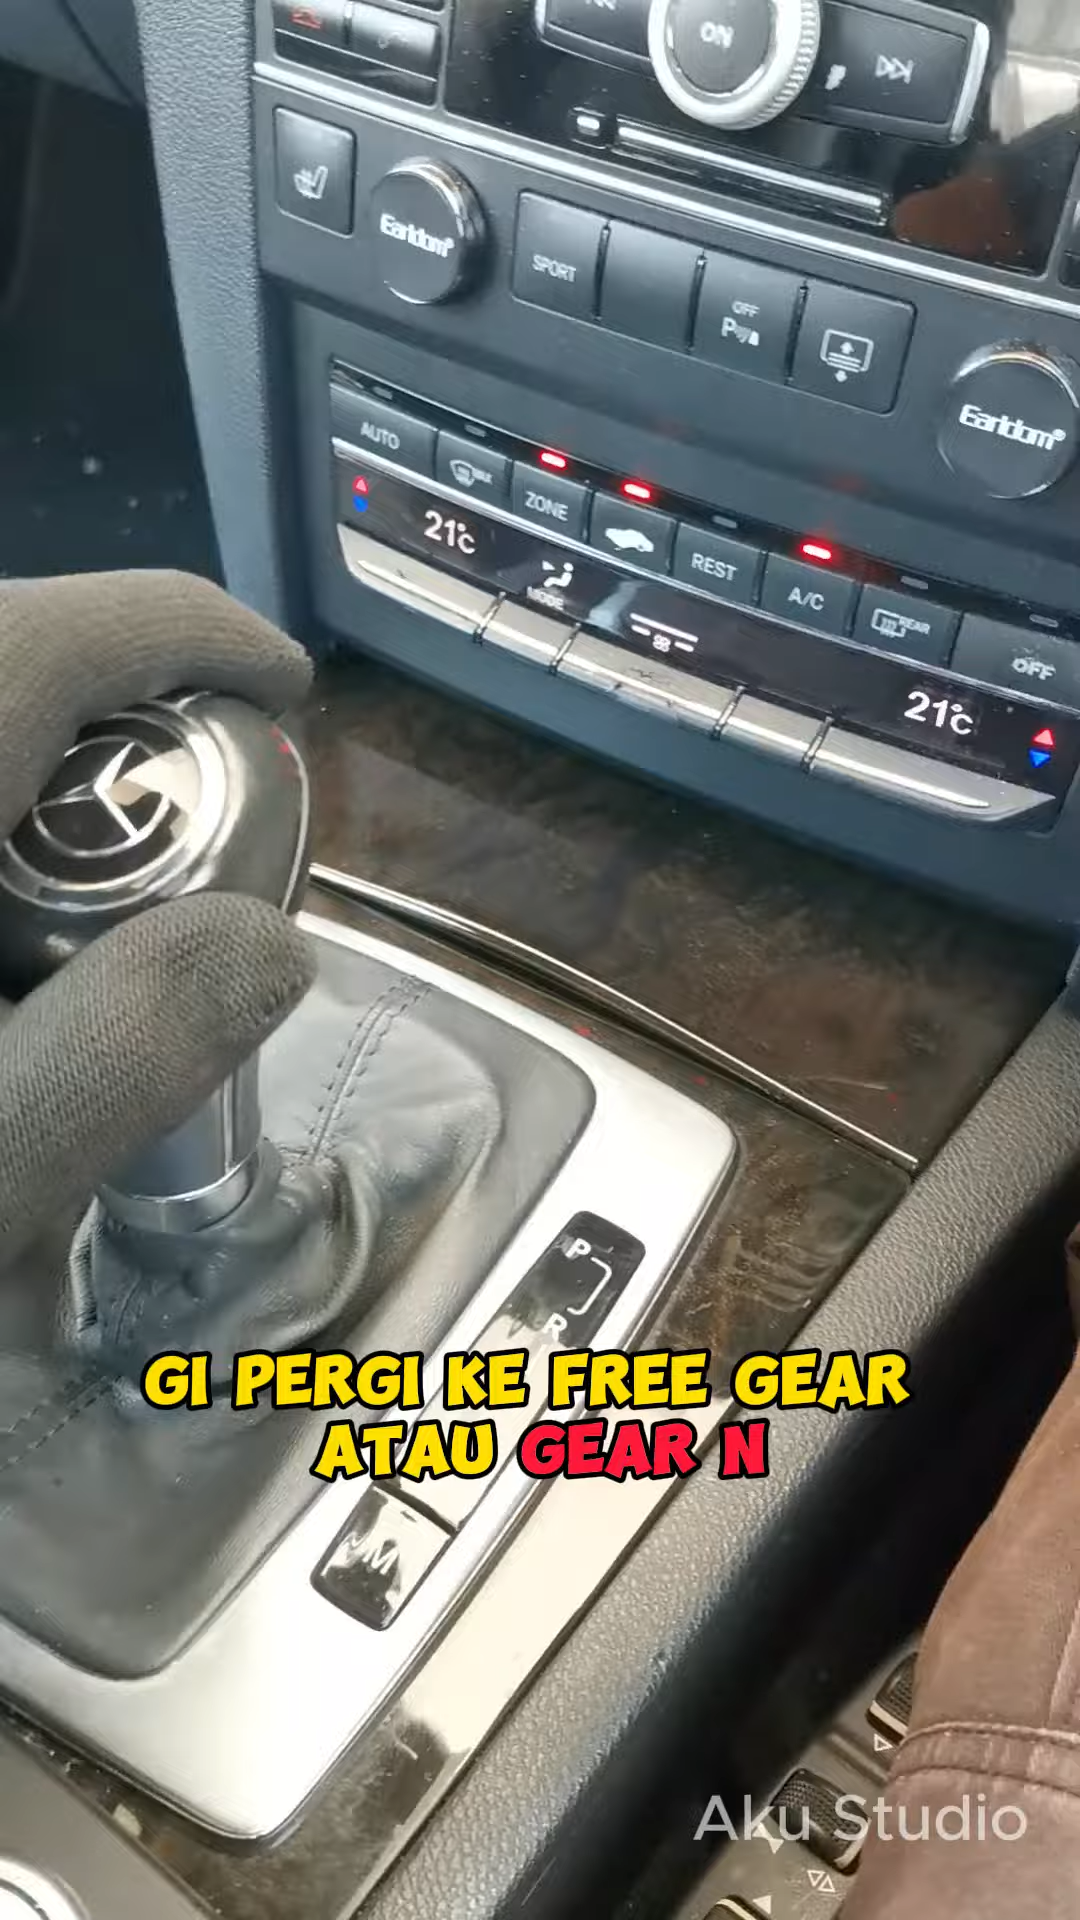 ON
Earldom®
SPORT
OFF
Earldom®
AUTO
MAX
ZONE
REST
A/C
REAR
OFF
21°C
MODE
21°C
P
R
GI PERGI KE FREE GEAR
ATAU GEAR N
M
Aku Studio